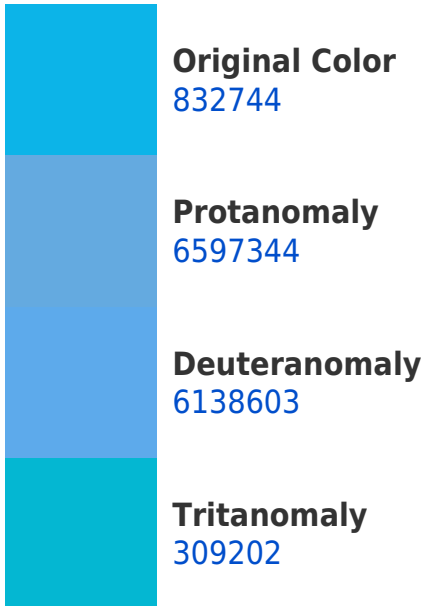 Original Color
832744
Protanomaly
6597344
Deuteranomaly
6138603
Tritanomaly
309202